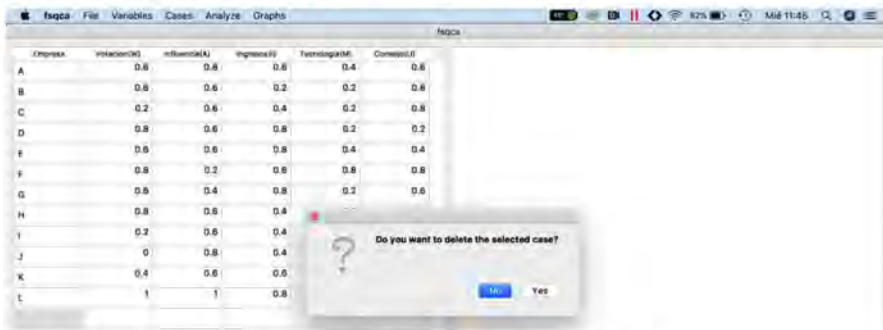 fsqca File Variables Cases Analyze Graphs 82% Mié 11:46
fsqca
Empresa Votacion(W) Influencia(A) Ingresos(I) Tecnologia(M) Consejo(J)
A 0.6 0.8 0.6 0.4 0.6
B 0.6 0.6 0.2 0.2 0.8
C 0.2 0.6 0.4 0.2 0.8
D 0.8 0.6 0.8 0.2 0.2
E 0.6 0.6 0.8 0.4 0.4
F 0.8 0.2 0.6 0.8 0.8
G 0.8 0.4 0.8 0.2 0.6
H 0.8 0.6 0.4
I 0.2 0.6 0.4
J 0 0.8 0.4
K 0.4 0.6 0.6
L 1 1 0.8
Do you want to delete the selected case?
No Yes